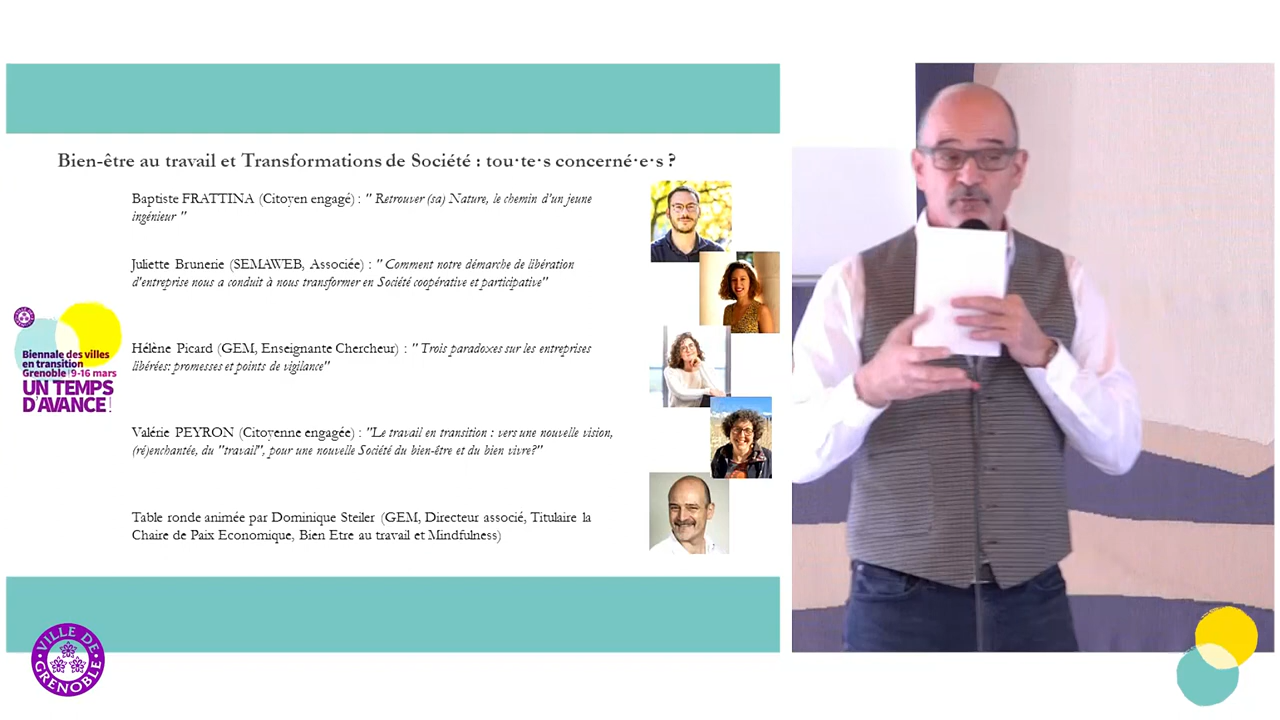 Bien-être au travail et Transformations de Société : tou·te·s concerné·e·s ?
Baptiste FRATTINA (Citoyen engagé) : " Retrouver (sa) Nature, le chemin d'un jeune
ingénieur "
Juliette Brunerie (SEMAWEB, Associée) : " Comment notre démarche de libération
d'entreprise nous a conduit à nous transformer en Société coopérative et participative"
Hélène Picard (GEM, Enseignante Chercheur) : " Trois paradoxes sur les entreprises
libérées: promesses et points de vigilance"
Valérie PEYRON (Citoyenne engagée) : "Le travail en transition : vers une nouvelle vision,
(ré)enchantée, du "travail", pour une nouvelle Société du bien-être et du bien vivre?"
Table ronde animée par Dominique Steiler (GEM, Directeur associé, Titulaire la
Chaire de Paix Economique, Bien Etre au travail et Mindfulness)
Biennale des villes
en transition
Grenoble 9-16 mars
UN TEMPS
D'AVANCE!
VILLE DE
GRENOBLE